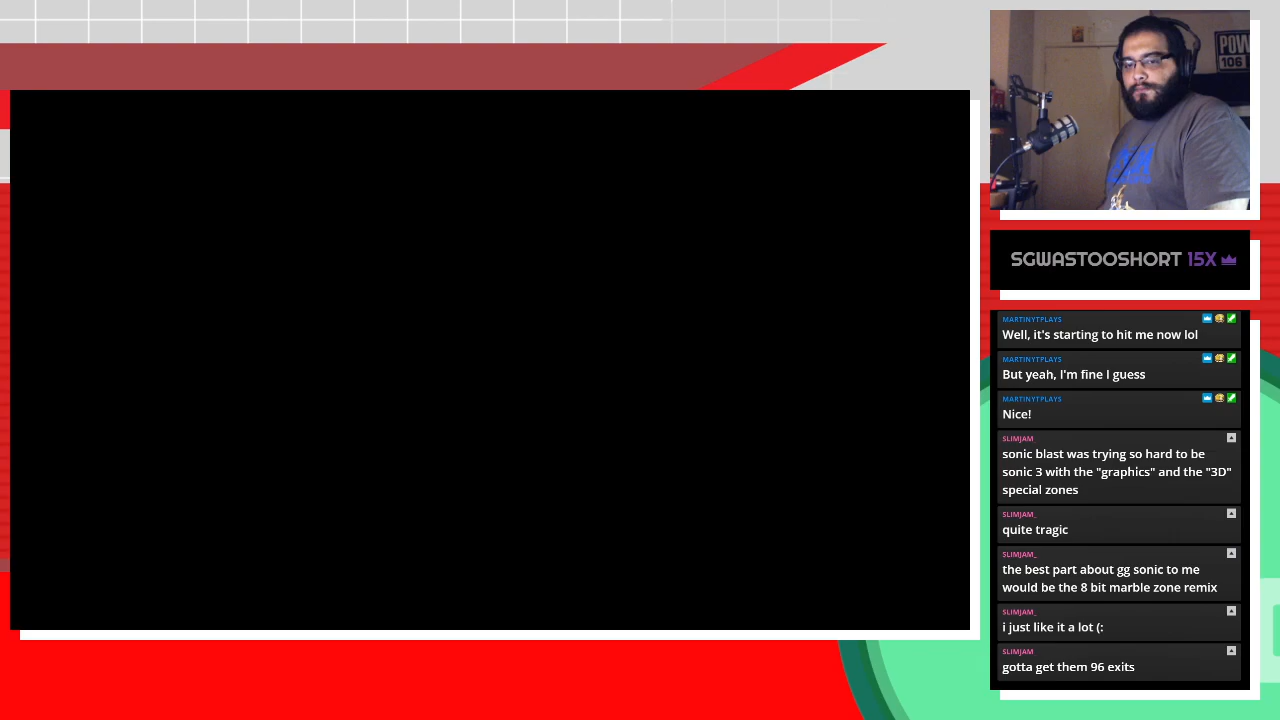 POW
106
SGWASTOOSHORT 15X
MARTINYTPLAYS
Well, it's starting to hit me now lol
MARTINYTPLAYS
But yeah, I'm fine I guess
MARTINYTPLAYS
Nice!
SLIMJAM
sonic blast was trying so hard to be
sonic 3 with the "graphics" and the "3D"
special zones
SLIMJAM_
quite tragic
SLIMJAM_
the best part about gg sonic to me
would be the 8 bit marble zone remix
SLIMJAM_
i just like it a lot (:
SLIMJAM
gotta get them 96 exits